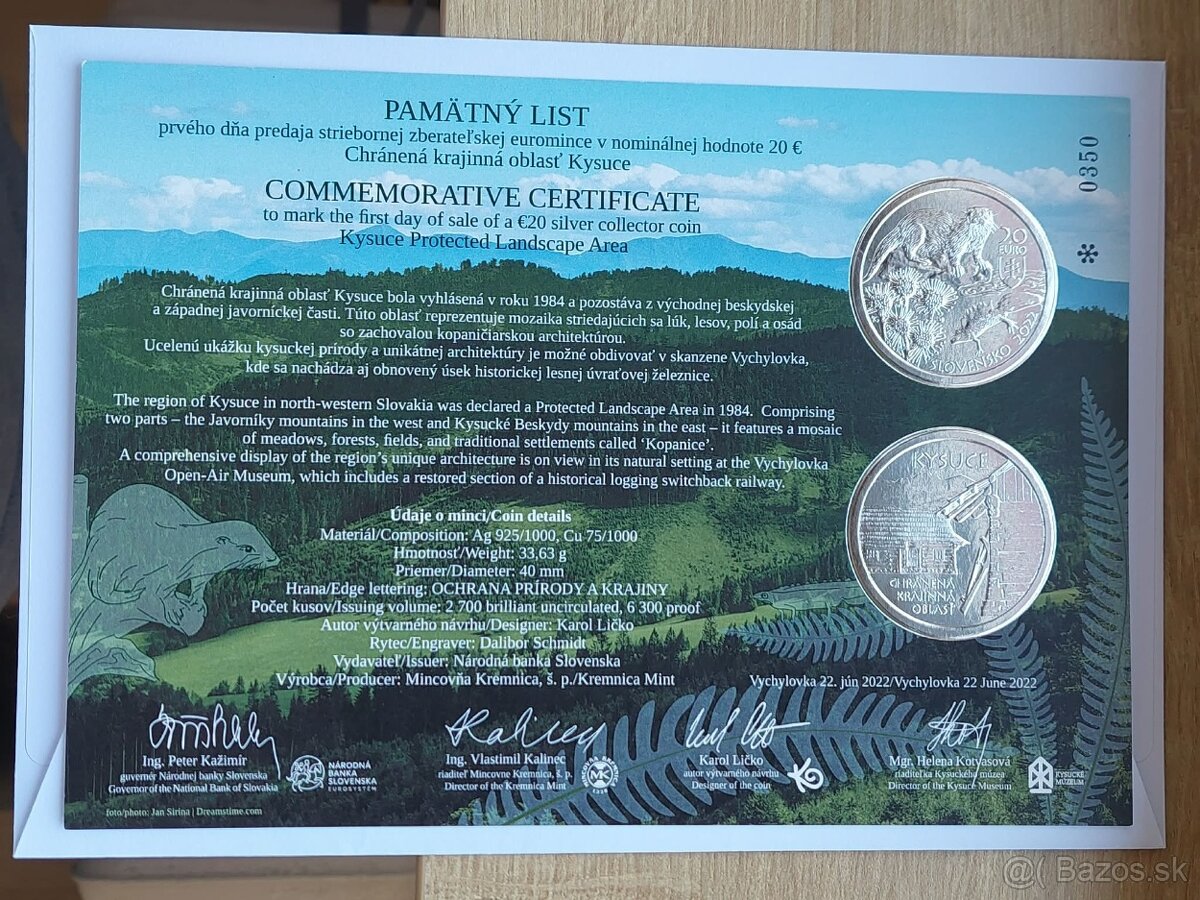 PAMÄTNÝ LIST
prvého dňa predaja striebornej zberateľskej euromince v nominálnej hodnote 20 €
Chránená krajinná oblasť Kysuce
COMMEMORATIVE CERTIFICATE
to mark the first day of sale of a €20 silver collector coin
Kysuce Protected Landscape Area
0350
*
20
EURO
SLOVENSKO 2022
Chránená krajinná oblasť Kysuce bola vyhlásená v roku 1984 a pozostáva z východnej beskydskej
a západnej javorníckej časti. Túto oblasť reprezentuje mozaika striedajúcich sa lúk, lesov, polí a osád
so zachovalou kopaničiarskou architektúrou.
Ucelenú ukážku kysuckej prírody a unikátnej architektúry je možné obdivovať v skanzene Vychylovka,
kde sa nachádza aj obnovený úsek historickej lesnej úvraťovej železnice.
The region of Kysuce in north-western Slovakia was declared a Protected Landscape Area in 1984. Comprising
two parts – the Javorníky mountains in the west and Kysucké Beskydy mountains in the east – it features a mosaic
of meadows, forests, fields, and traditional settlements called ‘Kopanice’.
A comprehensive display of the region’s unique architecture is on view in its natural setting at the Vychylovka
Open-Air Museum, which includes a restored section of a historical logging switchback railway.
KYSUCE
CHRÁNENÁ
KRAJINNÁ
OBLASŤ
Údaje o minci/Coin details
Materiál/Composition: Ag 925/1000, Cu 75/1000
Hmotnosť/Weight: 33,63 g
Priemer/Diameter: 40 mm
Hrana/Edge lettering: OCHRANA PRÍRODY A KRAJINY
Počet kusov/Issuing volume: 2 700 brilliant uncirculated, 6 300 proof
Autor výtvarného návrhu/Designer: Karol Ličko
Rytec/Engraver: Dalibor Schmidt
Vydavateľ/Issuer: Národná banka Slovenska
Výrobca/Producer: Mincovňa Kremnica, š. p./Kremnica Mint
Vychylovka 22. jún 2022/Vychylovka 22 June 2022
Ing. Peter Kažimír
guvernér Národnej banky Slovenska
Governor of the National Bank of Slovakia
NÁRODNÁ
BANKA
SLOVENSKA
EUROSYSTÉM
Ing. Vlastimil Kalinec
riaditeľ Mincovne Kremnica, š. p.
Director of the Kremnica Mint
MK
Karol Ličko
autor výtvarného návrhu
Designer of the coin
Mgr. Helena Kotvasová
riaditeľka Kysuckého múzea
Director of the Kysuce Museum
KYSUCKÉ
MÚZEUM
foto/photo: Jan Sirina | Dreamstime.com
@( Bazos.sk